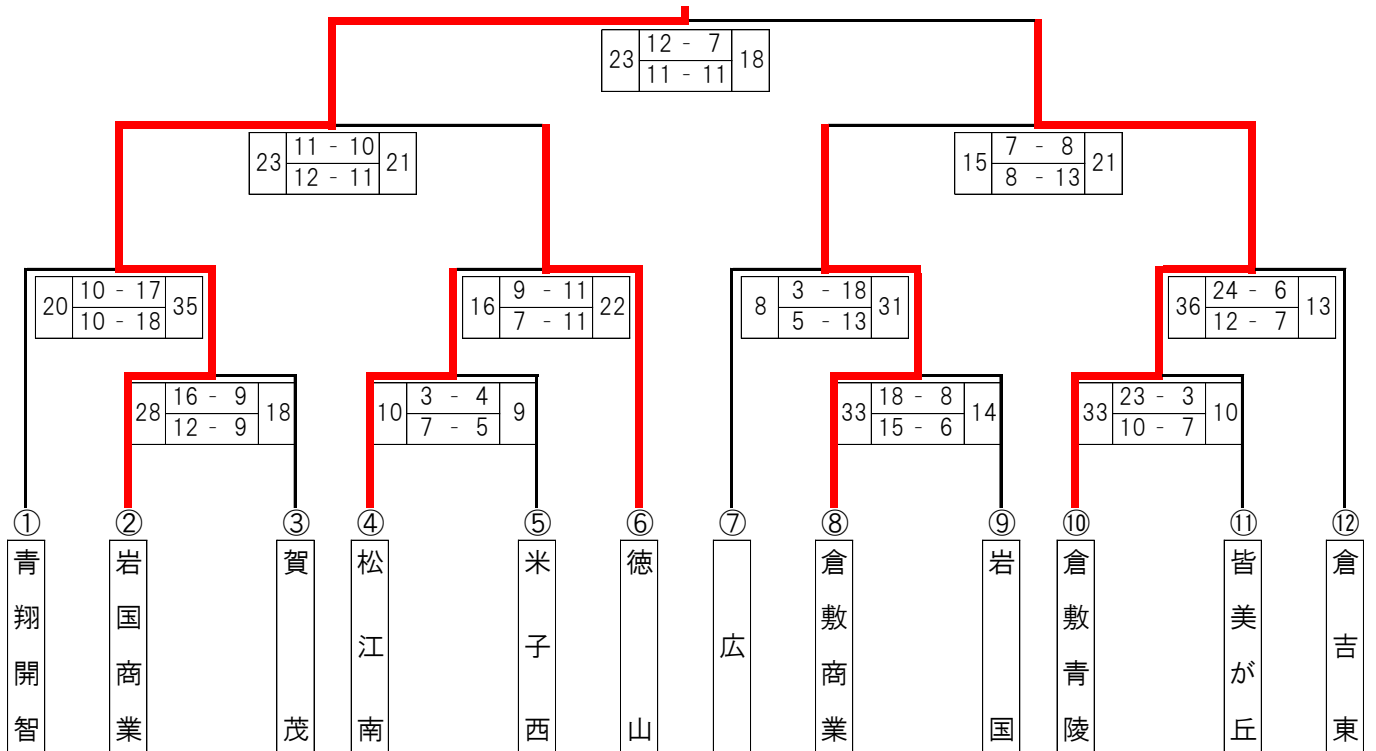 23 12 - 7 18
11 - 11
23 11 - 10 21
12 - 11
15 7 - 8 21
8 - 13
20 10 - 17 35
10 - 18
16 9 - 11 22
7 - 11
8 3 - 18 31
5 - 13
36 24 - 6 13
12 - 7
28 16 - 9 18
12 - 9
10 3 - 4 9
7 - 5
33 18 - 8 14
15 - 6
33 23 - 3 10
10 - 7
① ② ③ ④ ⑤ ⑥ ⑦ ⑧ ⑨ ⑩ ⑪ ⑫
青翔開智
岩国商業
賀茂
松江南
米子西
徳山
広
倉敷商業
岩国
倉敷青陵
皆美が丘
倉吉東